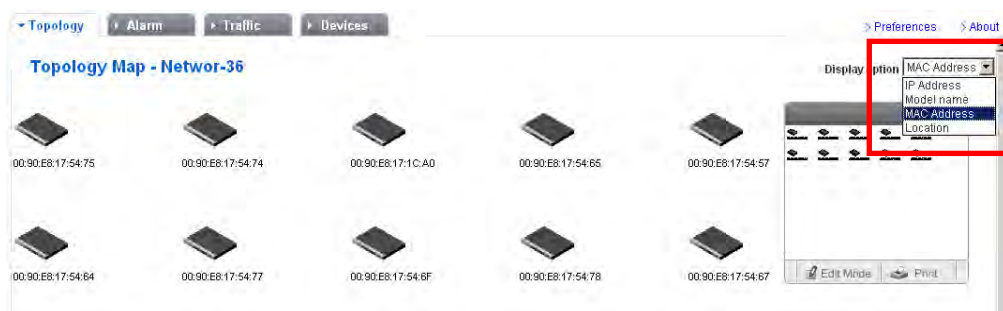 Topology Alarm Traffic Devices
Preferences About
Topology Map - Networ-36
Display option MAC Address
IP Address
Model name
MAC Address
Location
00:90:E8:17:54:75 00:90:E8:17:54:74 00:90:E8:17:1C:A0 00:90:E8:17:54:65 00:90:E8:17:54:57
00:90:E8:17:54:64 00:90:E8:17:54:77 00:90:E8:17:54:6F 00:90:E8:17:54:78 00:90:E8:17:54:67
Edit Mode Print